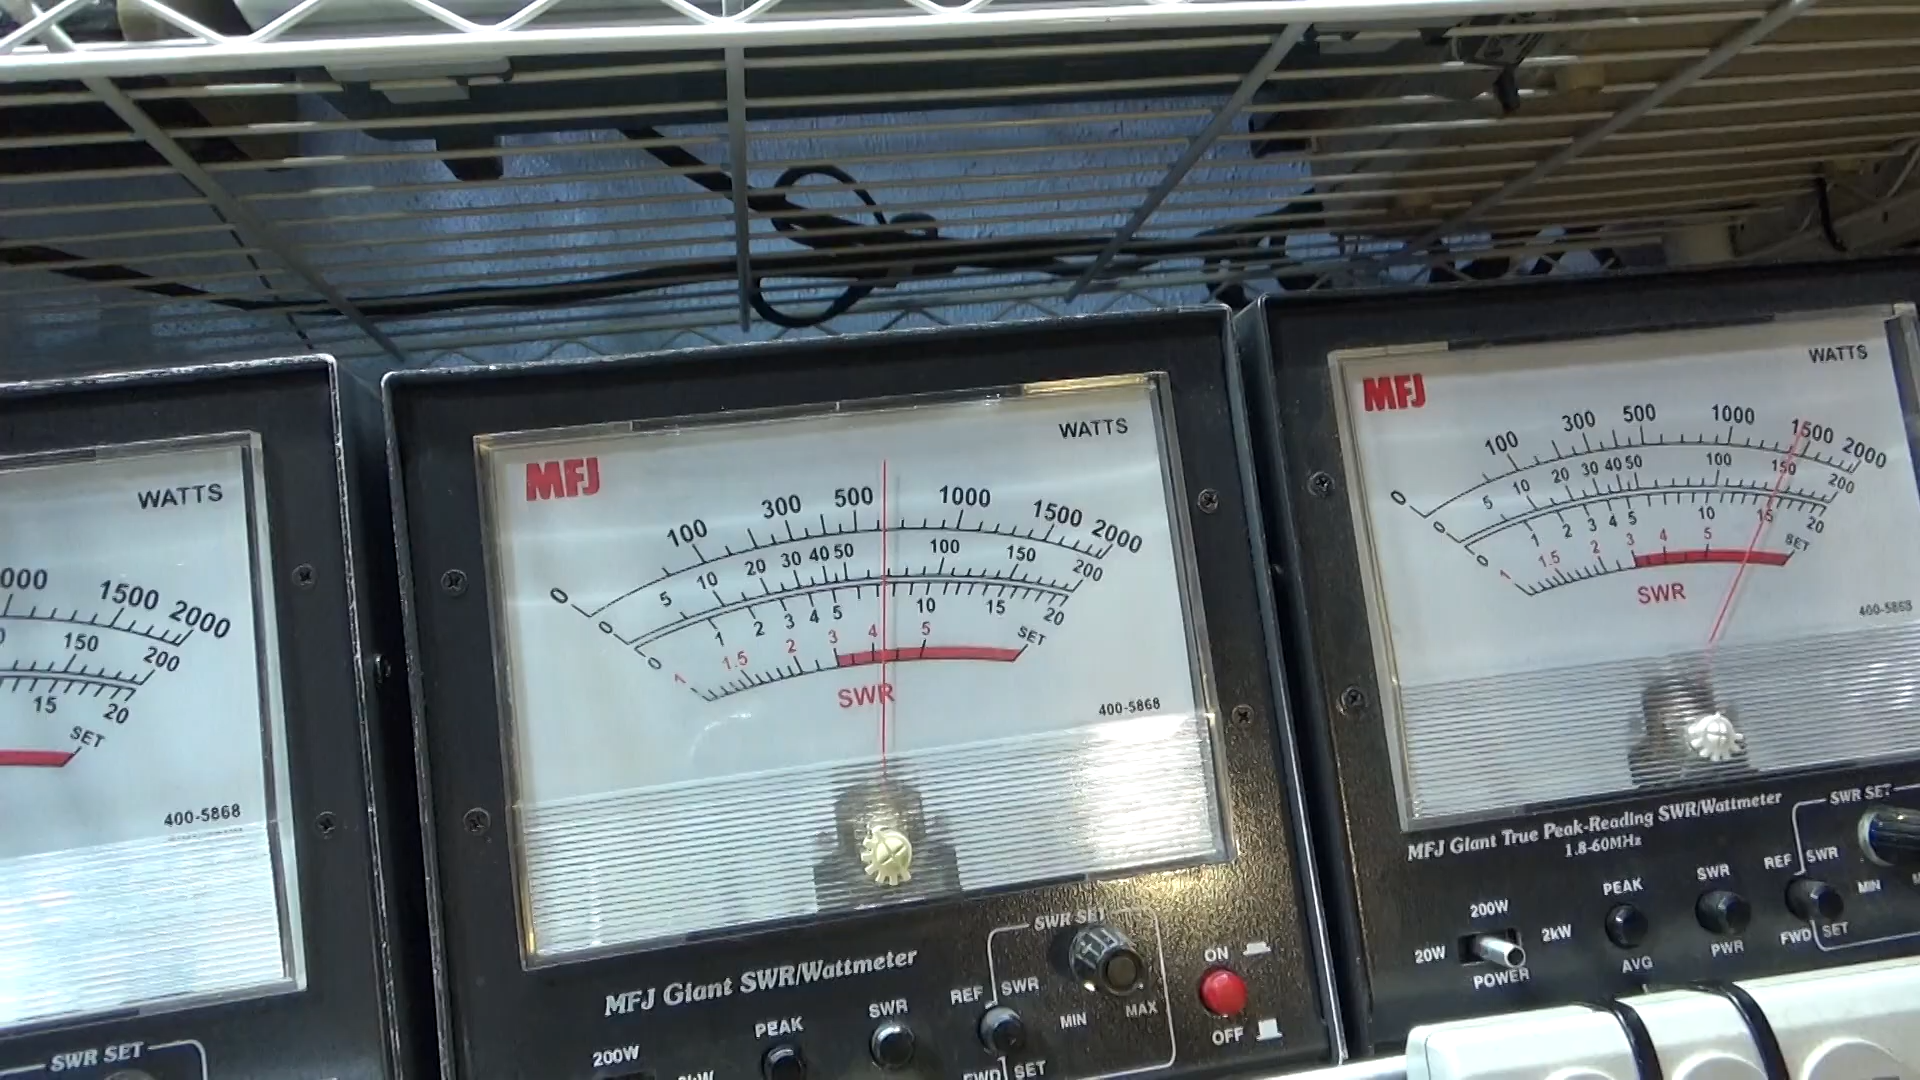 WATTS
000 1500 2000
0 150 200
15 20
SET
400-5868
SWR SET
MFJ
WATTS
0 100 300 500 1000 1500 2000
0 5 10 20 30 40 50 100 150 200
0 1 2 3 4 5 10 15 20
1 1.5 2 3 4 5 SET
SWR
400-5868
MFJ Giant SWR/Wattmeter
SWR SET
200W
PEAK
SWR
REF SWR
MIN MAX
FWD SET
ON
OFF
MFJ
WATTS
0 100 300 500 1000 1500 2000
0 5 10 20 30 40 50 100 150 200
0 1 2 3 4 5 10 15 20
1 1.5 2 3 4 5 SET
SWR
400-5868
MFJ Giant True Peak-Reading SWR/Wattmeter
1.8-60MHz
SWR SET
200W
20W 2kW
POWER
PEAK
AVG
SWR
PWR
REF SWR
MIN
FWD SET